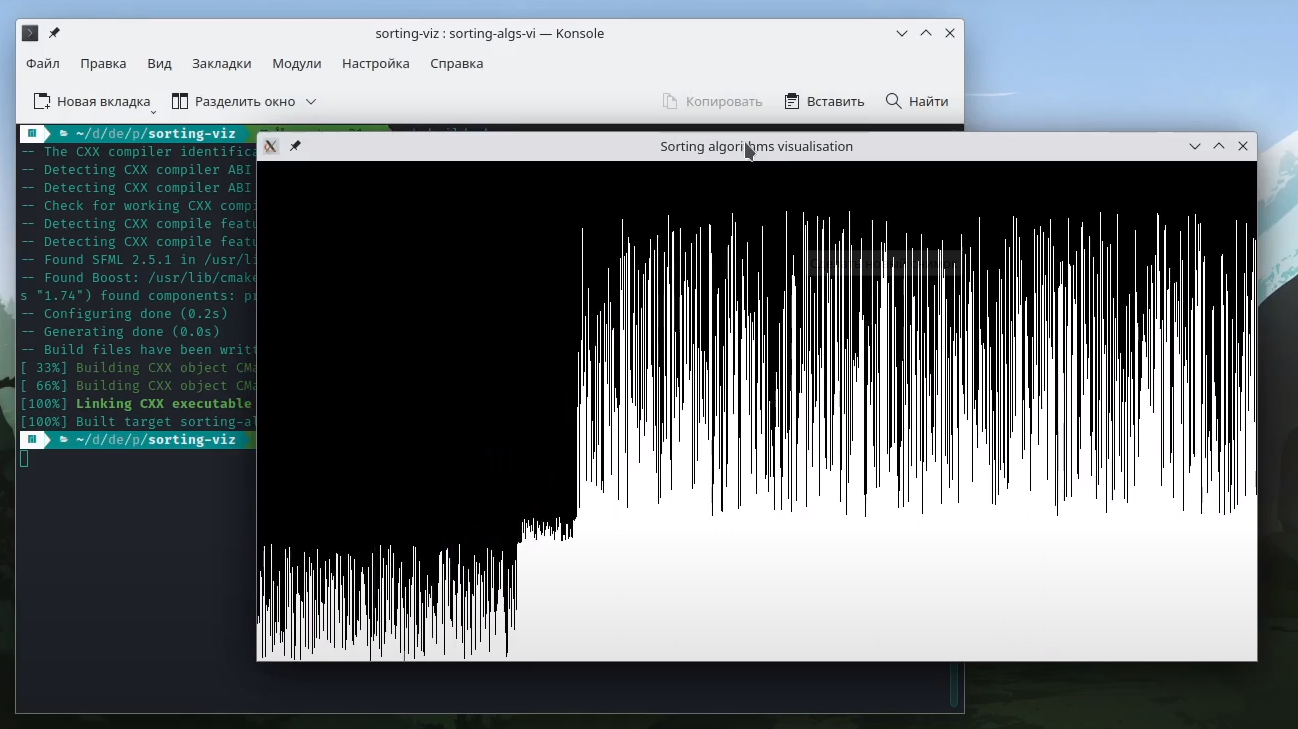 sorting-viz : sorting-algs-vi — Konsole
Файл Правка Вид Закладки Модули Настройка Справка
Новая вкладка Разделить окно Копировать Вставить Найти
~/d/de/p/sorting-viz
-- The CXX compiler identific
Sorting algorithms visualisation
-- Detecting CXX compiler ABI
-- Detecting CXX compiler ABI
-- Check for working CXX comp
-- Detecting CXX compile featu
-- Detecting CXX compile featu
-- Found SFML 2.5.1 in /usr/li
-- Found Boost: /usr/lib/cmake
s "1.74") found components: pr
-- Configuring done (0.2s)
-- Generating done (0.0s)
-- Build files have been writt
[ 33%] Building CXX object CMa
[ 66%] Building CXX object CMa
[100%] Linking CXX executable
[100%] Built target sorting-al
~/d/de/p/sorting-viz